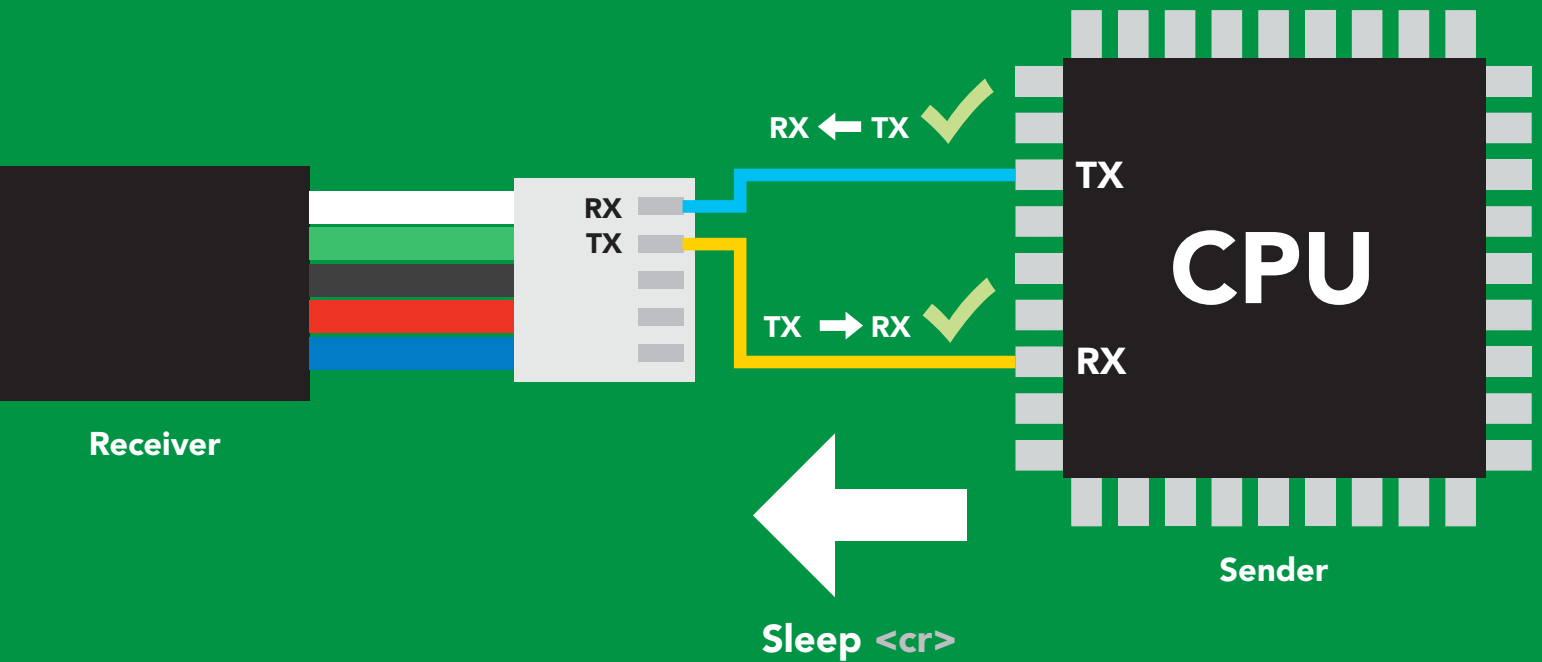 RX ← TX
TX
RX
TX
CPU
TX → RX
RX
Receiver
Sender
Sleep <cr>